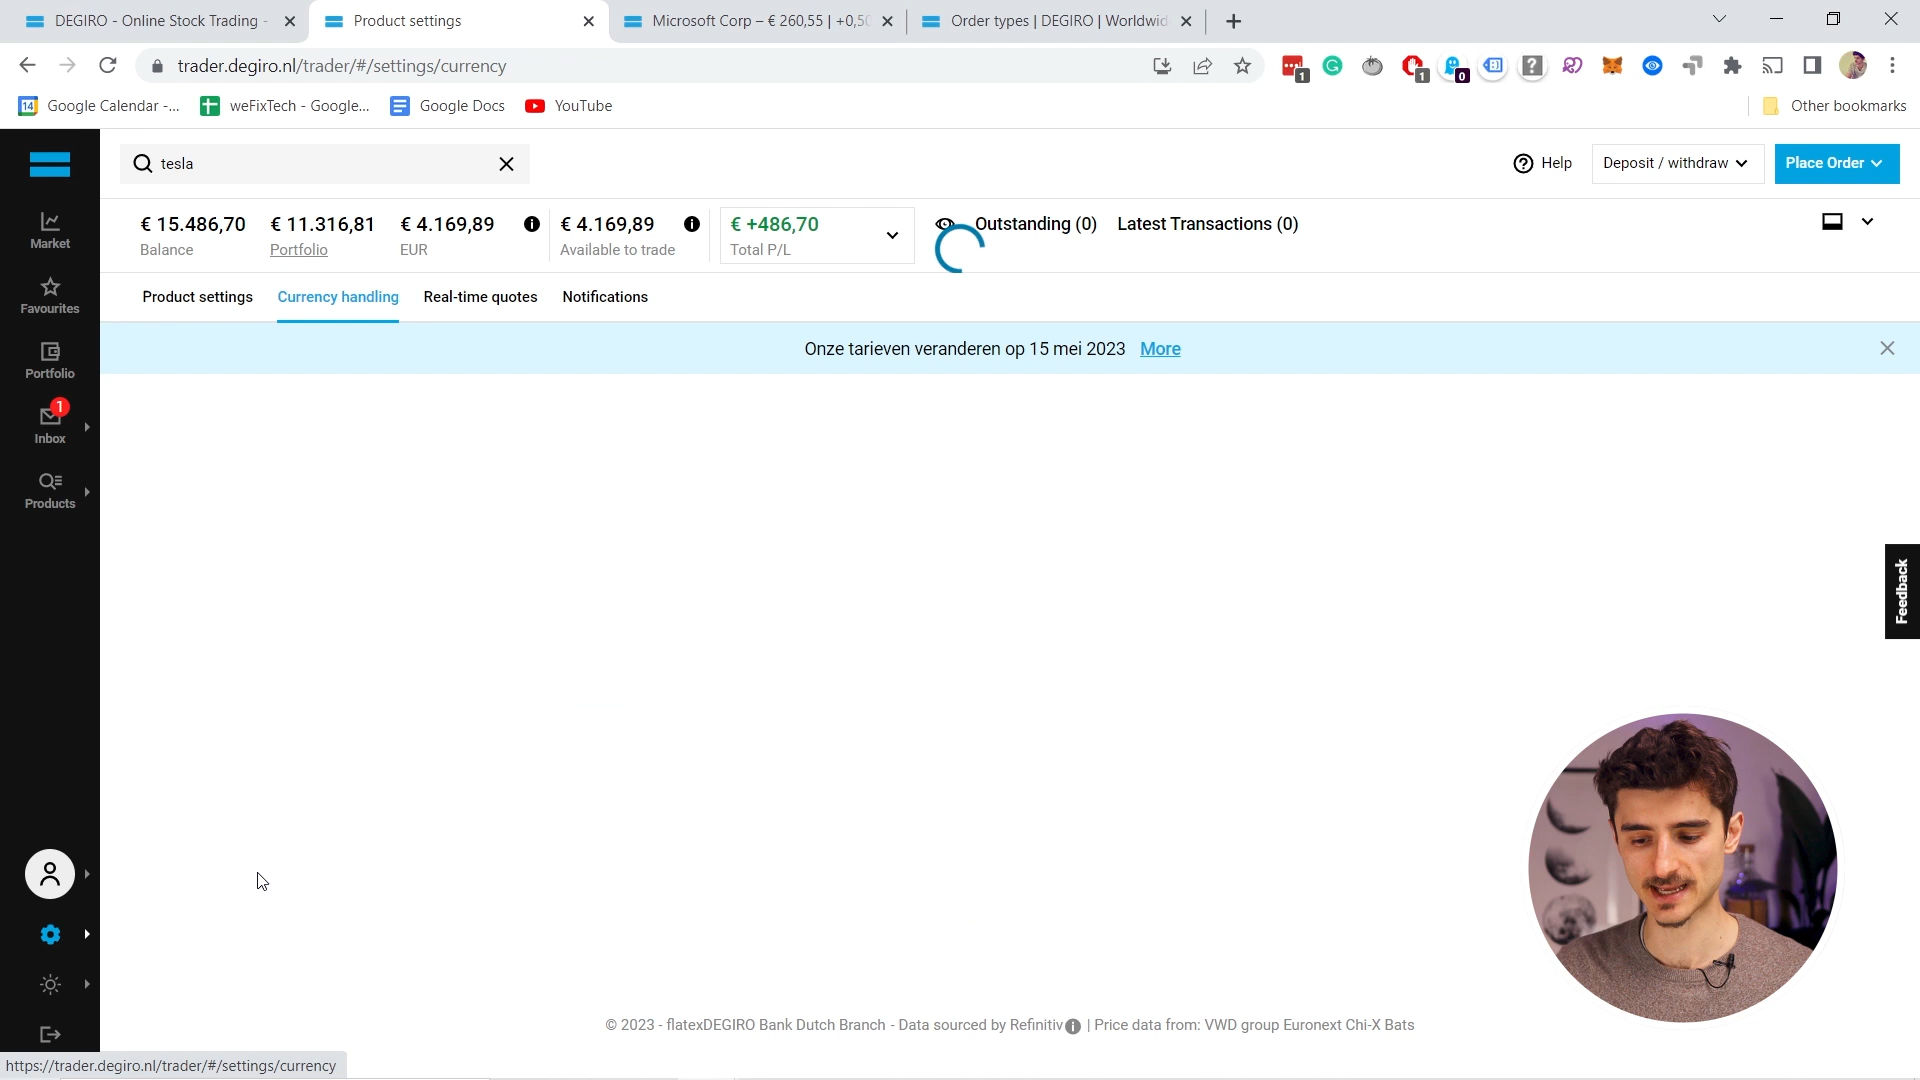 DEGIRO - Online Stock Trading -
Product settings
Microsoft Corp – € 260,55 | +0,50
Order types | DEGIRO | Worldwid
trader.degiro.nl/trader/#/settings/currency
1
1
0
14 Google Calendar -...
weFixTech - Google...
Google Docs
YouTube
Other bookmarks
tesla
Help
Deposit / withdraw
Place Order
€ 15.486,70
Balance
€ 11.316,81
Portfolio
€ 4.169,89
EUR
€ 4.169,89
Available to trade
€ +486,70
Total P/L
Outstanding (0)
Latest Transactions (0)
Market
Favourites
Portfolio
1
Inbox
Products
Product settings
Currency handling
Real-time quotes
Notifications
Onze tarieven veranderen op 15 mei 2023 More
Feedback
© 2023 - flatexDEGIRO Bank Dutch Branch - Data sourced by Refinitiv | Price data from: VWD group Euronext Chi-X Bats
https://trader.degiro.nl/trader/#/settings/currency